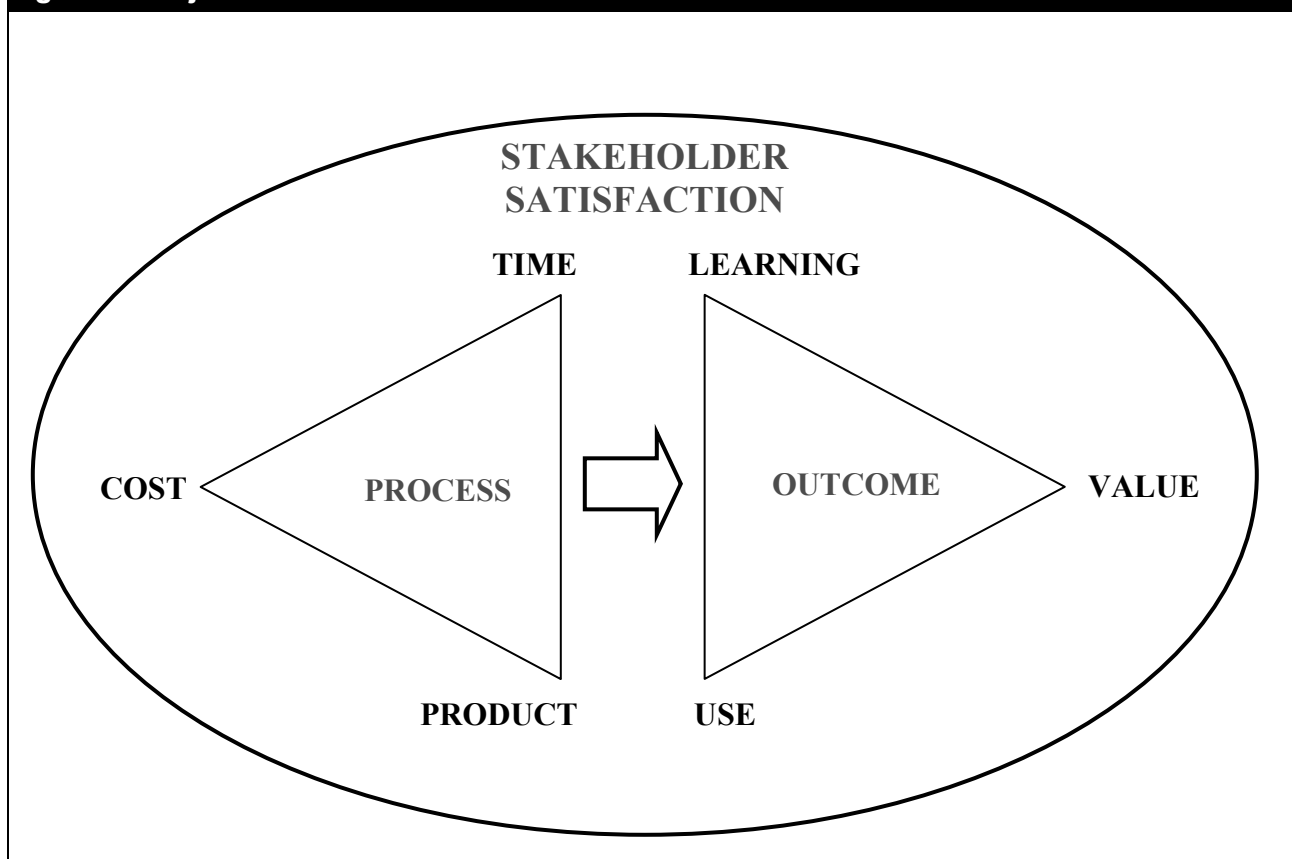 STAKEHOLDER
SATISFACTION
TIME
LEARNING
COST
PROCESS
OUTCOME
VALUE
PRODUCT
USE